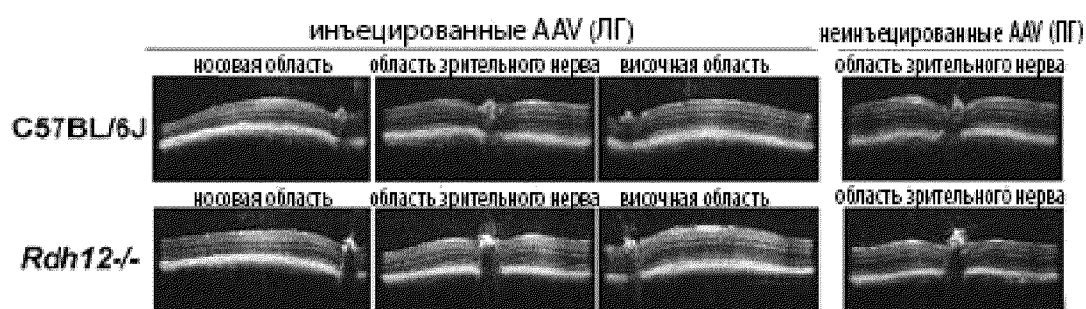 инъецированные AAV (ЛГ) неинъецированные AAV (ПГ)
носовая область область зрительного нерва височная область область зрительного нерва
C57BL/6J
носовая область область зрительного нерва височная область область зрительного нерва
Rdh12-/-